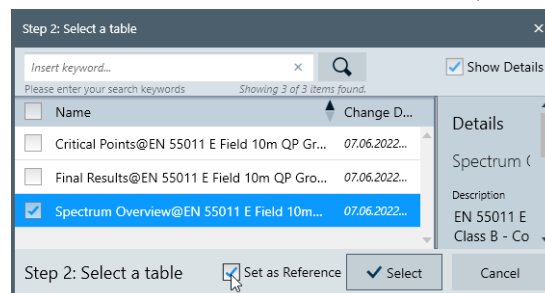 Step 2: Select a table
Insert keyword...
Show Details
Please enter your search keywords Showing 3 of 3 items found.
Name Change D...
Details
Critical Points@EN 55011 E Field 10m QP Gr... 07.06.2022...
Spectrum
Final Results@EN 55011 E Field 10m QP Gro... 07.06.2022...
Description
Spectrum Overview@EN 55011 E Field 10m... 07.06.2022...
EN 55011 E
Class B - Co
Step 2: Select a table Set as Reference Select Cancel